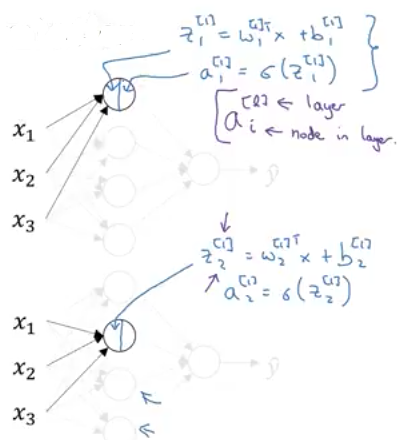 z₁^[1] = w₁^[1]T x + b₁^[1]
a₁^[1] = σ(z₁^[1])
a_i^[l] ← layer
← node in layer.
x₁
x₂
x₃
ŷ
z₂^[1] = w₂^[1]T x + b₂^[1]
a₂^[1] = σ(z₂^[1])
x₁
x₂
x₃
ŷ